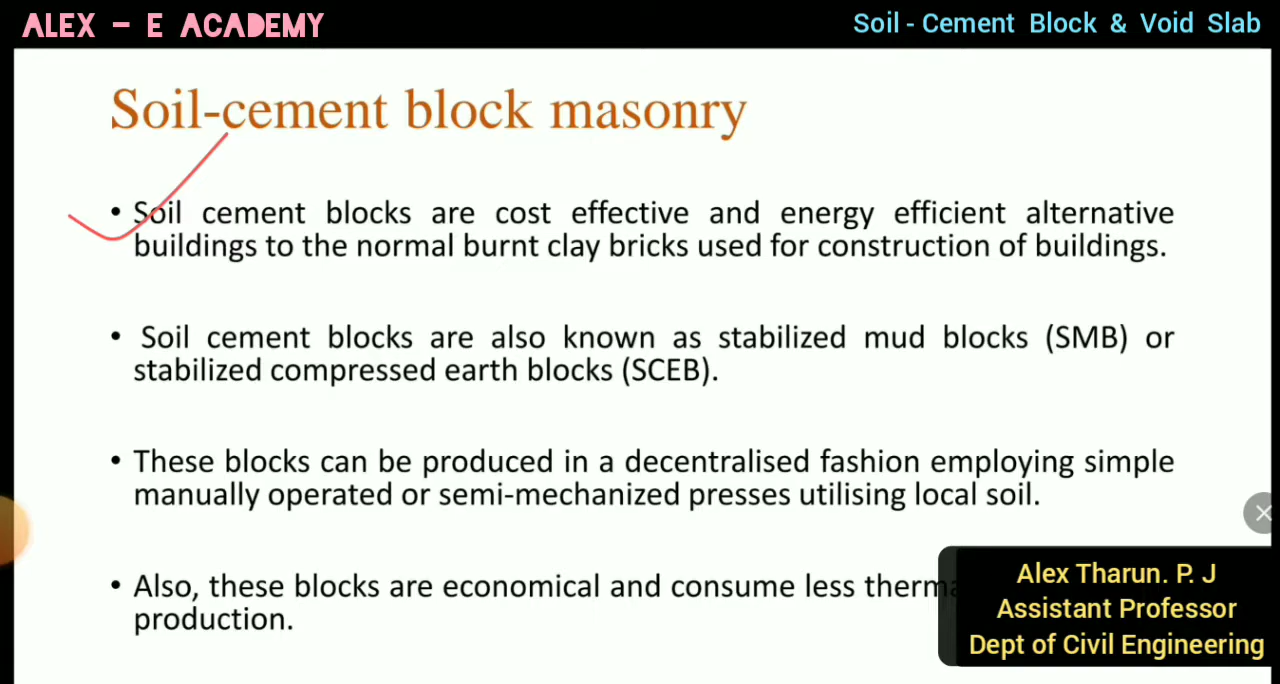 ALEX - E ACADEMY
Soil - Cement Block & Void Slab
Soil-cement block masonry
• Soil cement blocks are cost effective and energy efficient alternative
buildings to the normal burnt clay bricks used for construction of buildings.
• Soil cement blocks are also known as stabilized mud blocks (SMB) or
stabilized compressed earth blocks (SCEB).
• These blocks can be produced in a decentralised fashion employing simple
manually operated or semi-mechanized presses utilising local soil.
• Also, these blocks are economical and consume less
production.
Alex Tharun. P. J
Assistant Professor
Dept of Civil Engineering